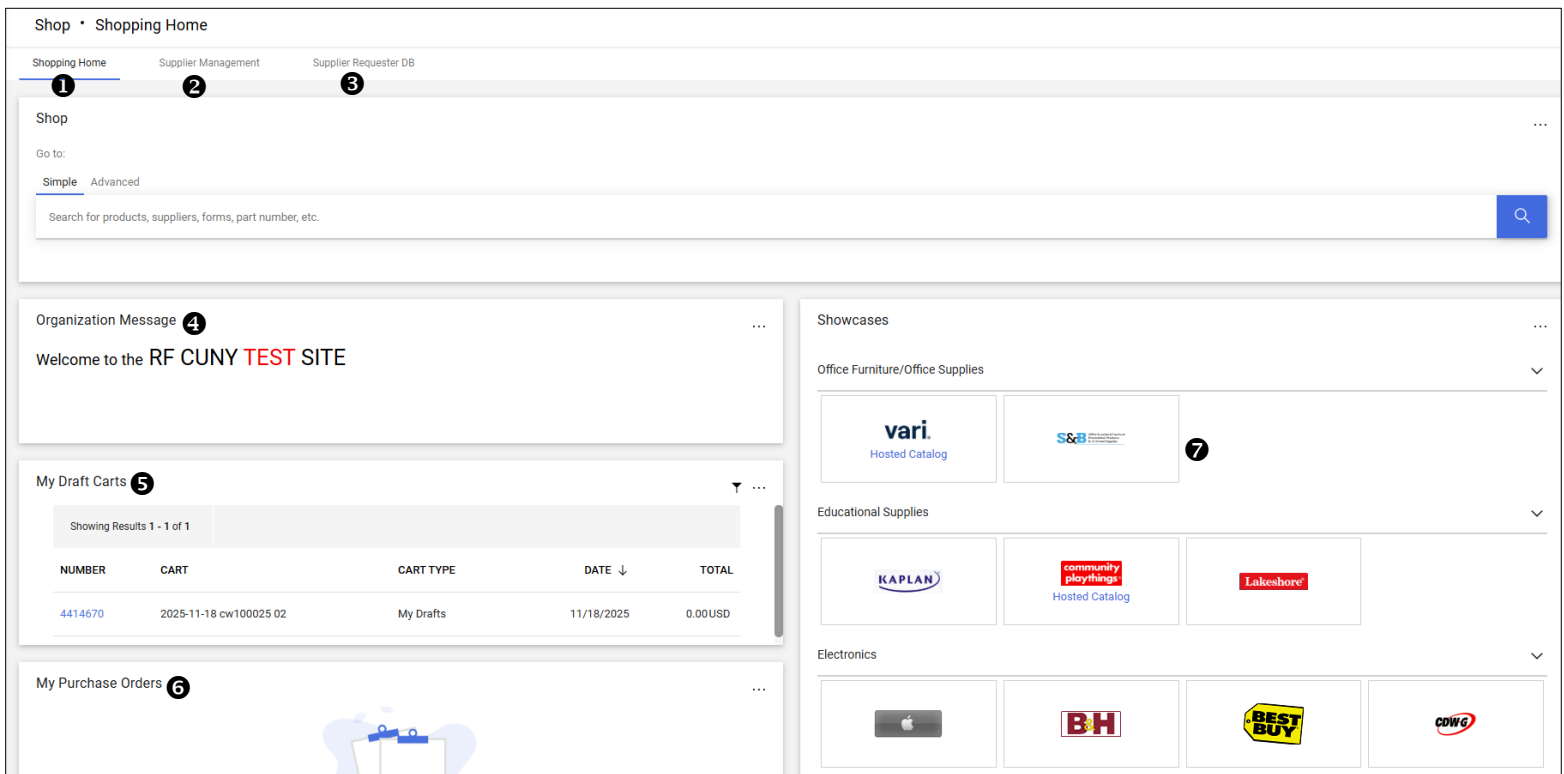 Shop • Shopping Home
Shopping Home Supplier Management Supplier Requester DB
1 2 3
Shop
...
Go to:
Simple Advanced
Search for products, suppliers, forms, part number, etc.
Organization Message 4
...
Welcome to the RF CUNY TEST SITE
My Draft Carts 5
...
Showing Results 1 - 1 of 1
NUMBER CART CART TYPE DATE ↓ TOTAL
4414670 2025-11-18 cw100025 02 My Drafts 11/18/2025 0.00 USD
My Purchase Orders 6
...
Showcases
...
Office Furniture/Office Supplies
vari.
Hosted Catalog
S&B
7
Educational Supplies
KAPLAN
community
playthings
Hosted Catalog
Lakeshore
Electronics
B&H
BEST
BUY
CDWG